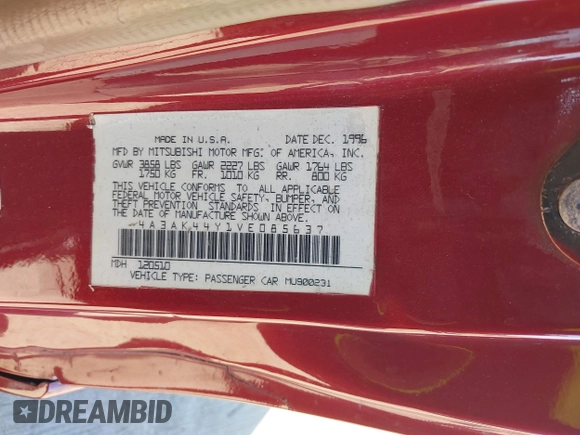 MADE IN U.S.A. DATE DEC. 1996
MFD BY MITSUBISHI MOTOR MFG. OF AMERICA, INC.
GVWR 3858 LBS GAWR 2227 LBS GAWR 1764 LBS
1750 KG FR. 1010 KG RR. 800 KG
THIS VEHICLE CONFORMS TO ALL APPLICABLE
FEDERAL MOTOR VEHICLE SAFETY, BUMPER, AND
THEFT PREVENTION STANDARDS IN EFFECT ON
THE DATE OF MANUFACTURE SHOWN ABOVE.
4A3AK44Y1VE085637
MDH 120510
VEHICLE TYPE: PASSENGER CAR MU900231
DREAMBID